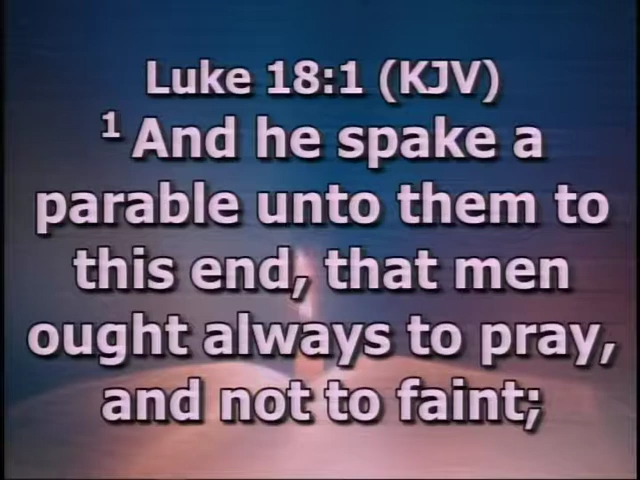 Luke 18:1 (KJV)
1 And he spake a
parable unto them to
this end, that men
ought always to pray,
and not to faint;